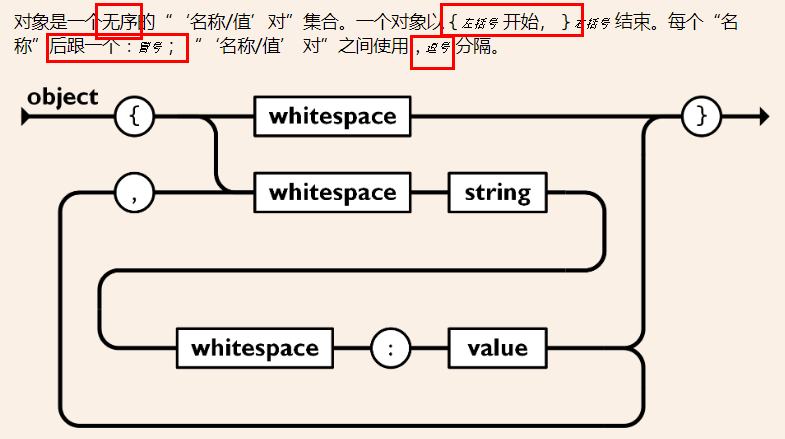 对象是一个无序的“‘名称/值’对”集合。一个对象以 { 左括号 开始， } 右括号 结束。每个“名
称”后跟一个 : 冒号 ；“‘名称/值’ 对”之间使用 , 逗号 分隔。
object
{ whitespace }
, whitespace string
whitespace : value